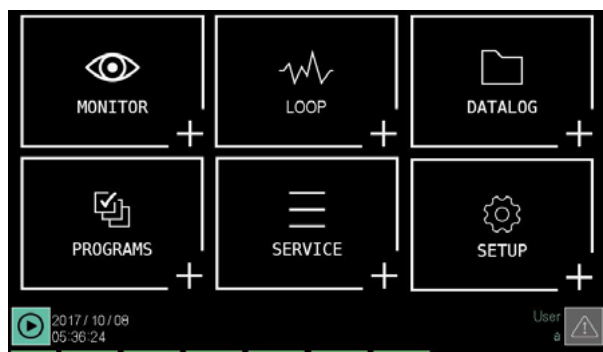 MONITOR
LOOP
DATALOG
PROGRAMS
SERVICE
SETUP
2017/10/08
05:36:24
User
a